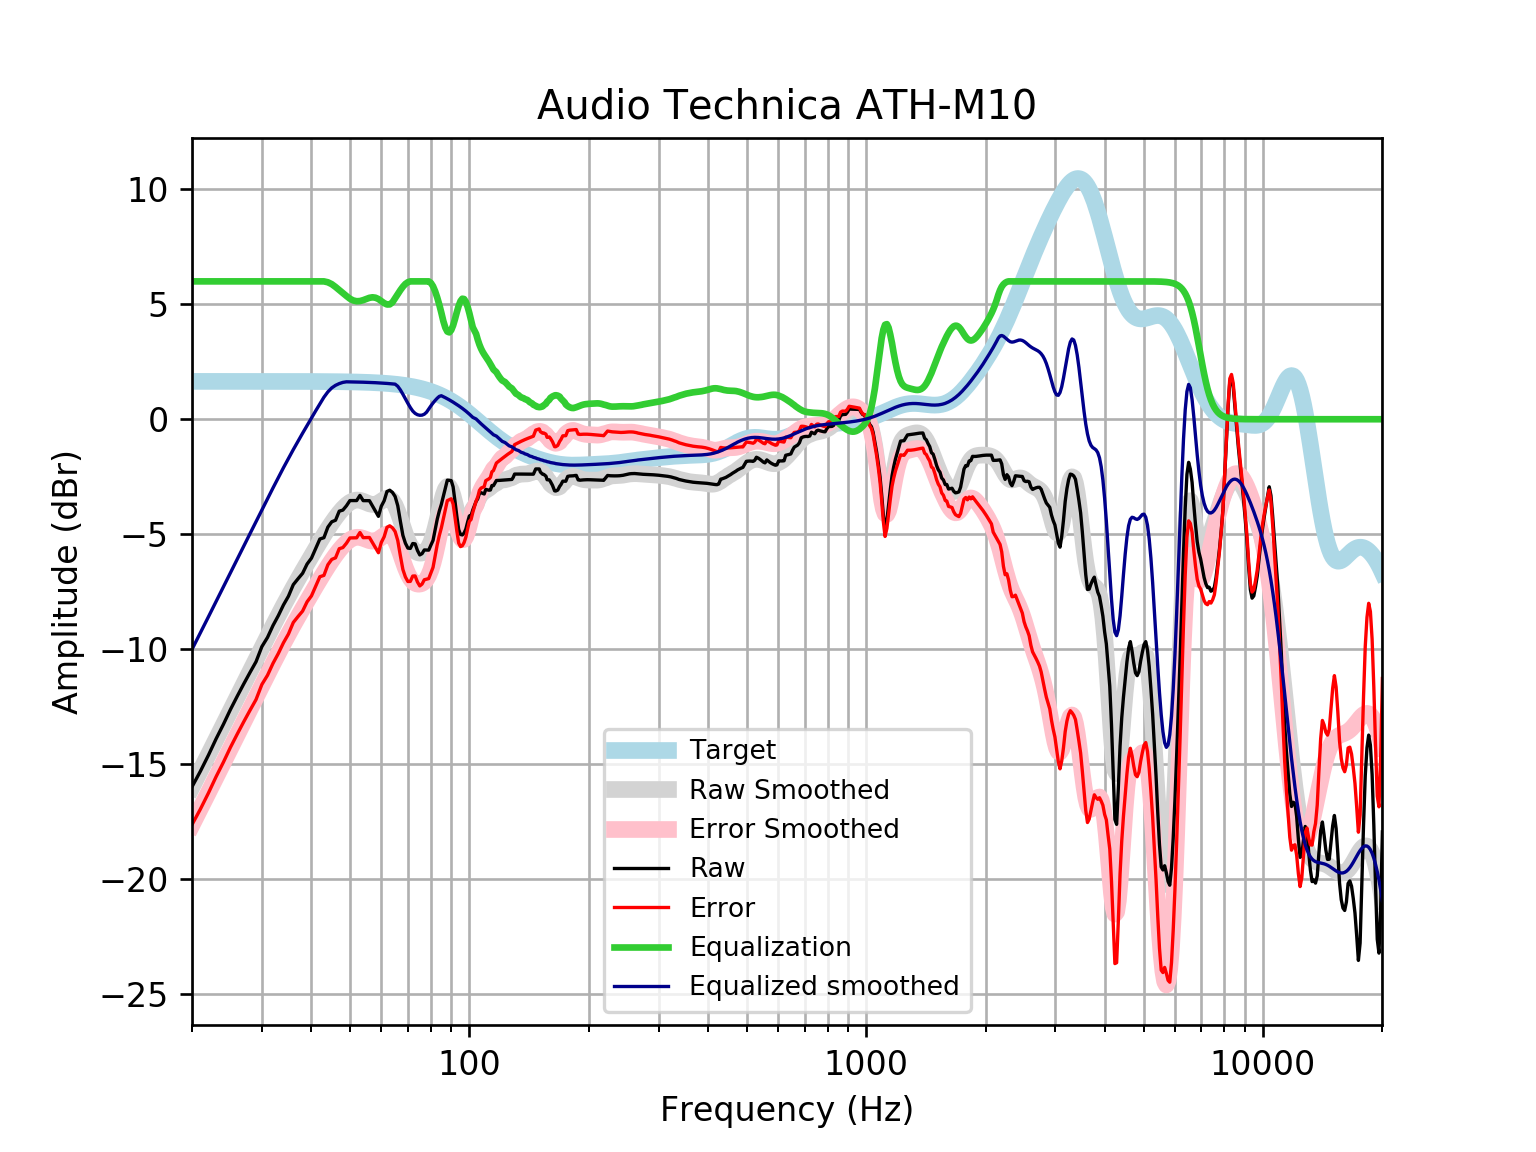 Audio Technica ATH-M10
10
5
0
−5
−10
−15
−20
−25
Amplitude (dBr)
Target
Raw Smoothed
Error Smoothed
Raw
Error
Equalization
Equalized smoothed
100 1000 10000
Frequency (Hz)